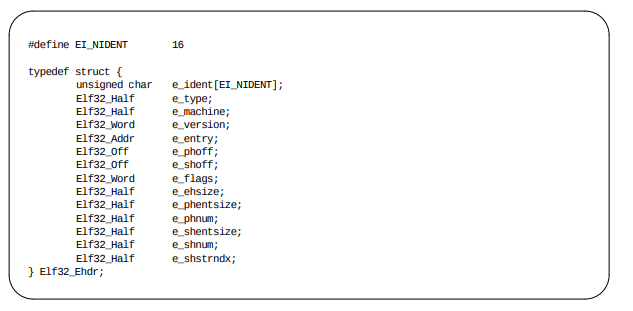 #define EI_NIDENT 16
typedef struct {
unsigned char e_ident[EI_NIDENT];
Elf32_Half e_type;
Elf32_Half e_machine;
Elf32_Word e_version;
Elf32_Addr e_entry;
Elf32_Off e_phoff;
Elf32_Off e_shoff;
Elf32_Word e_flags;
Elf32_Half e_ehsize;
Elf32_Half e_phentsize;
Elf32_Half e_phnum;
Elf32_Half e_shentsize;
Elf32_Half e_shnum;
Elf32_Half e_shstrndx;
} Elf32_Ehdr;